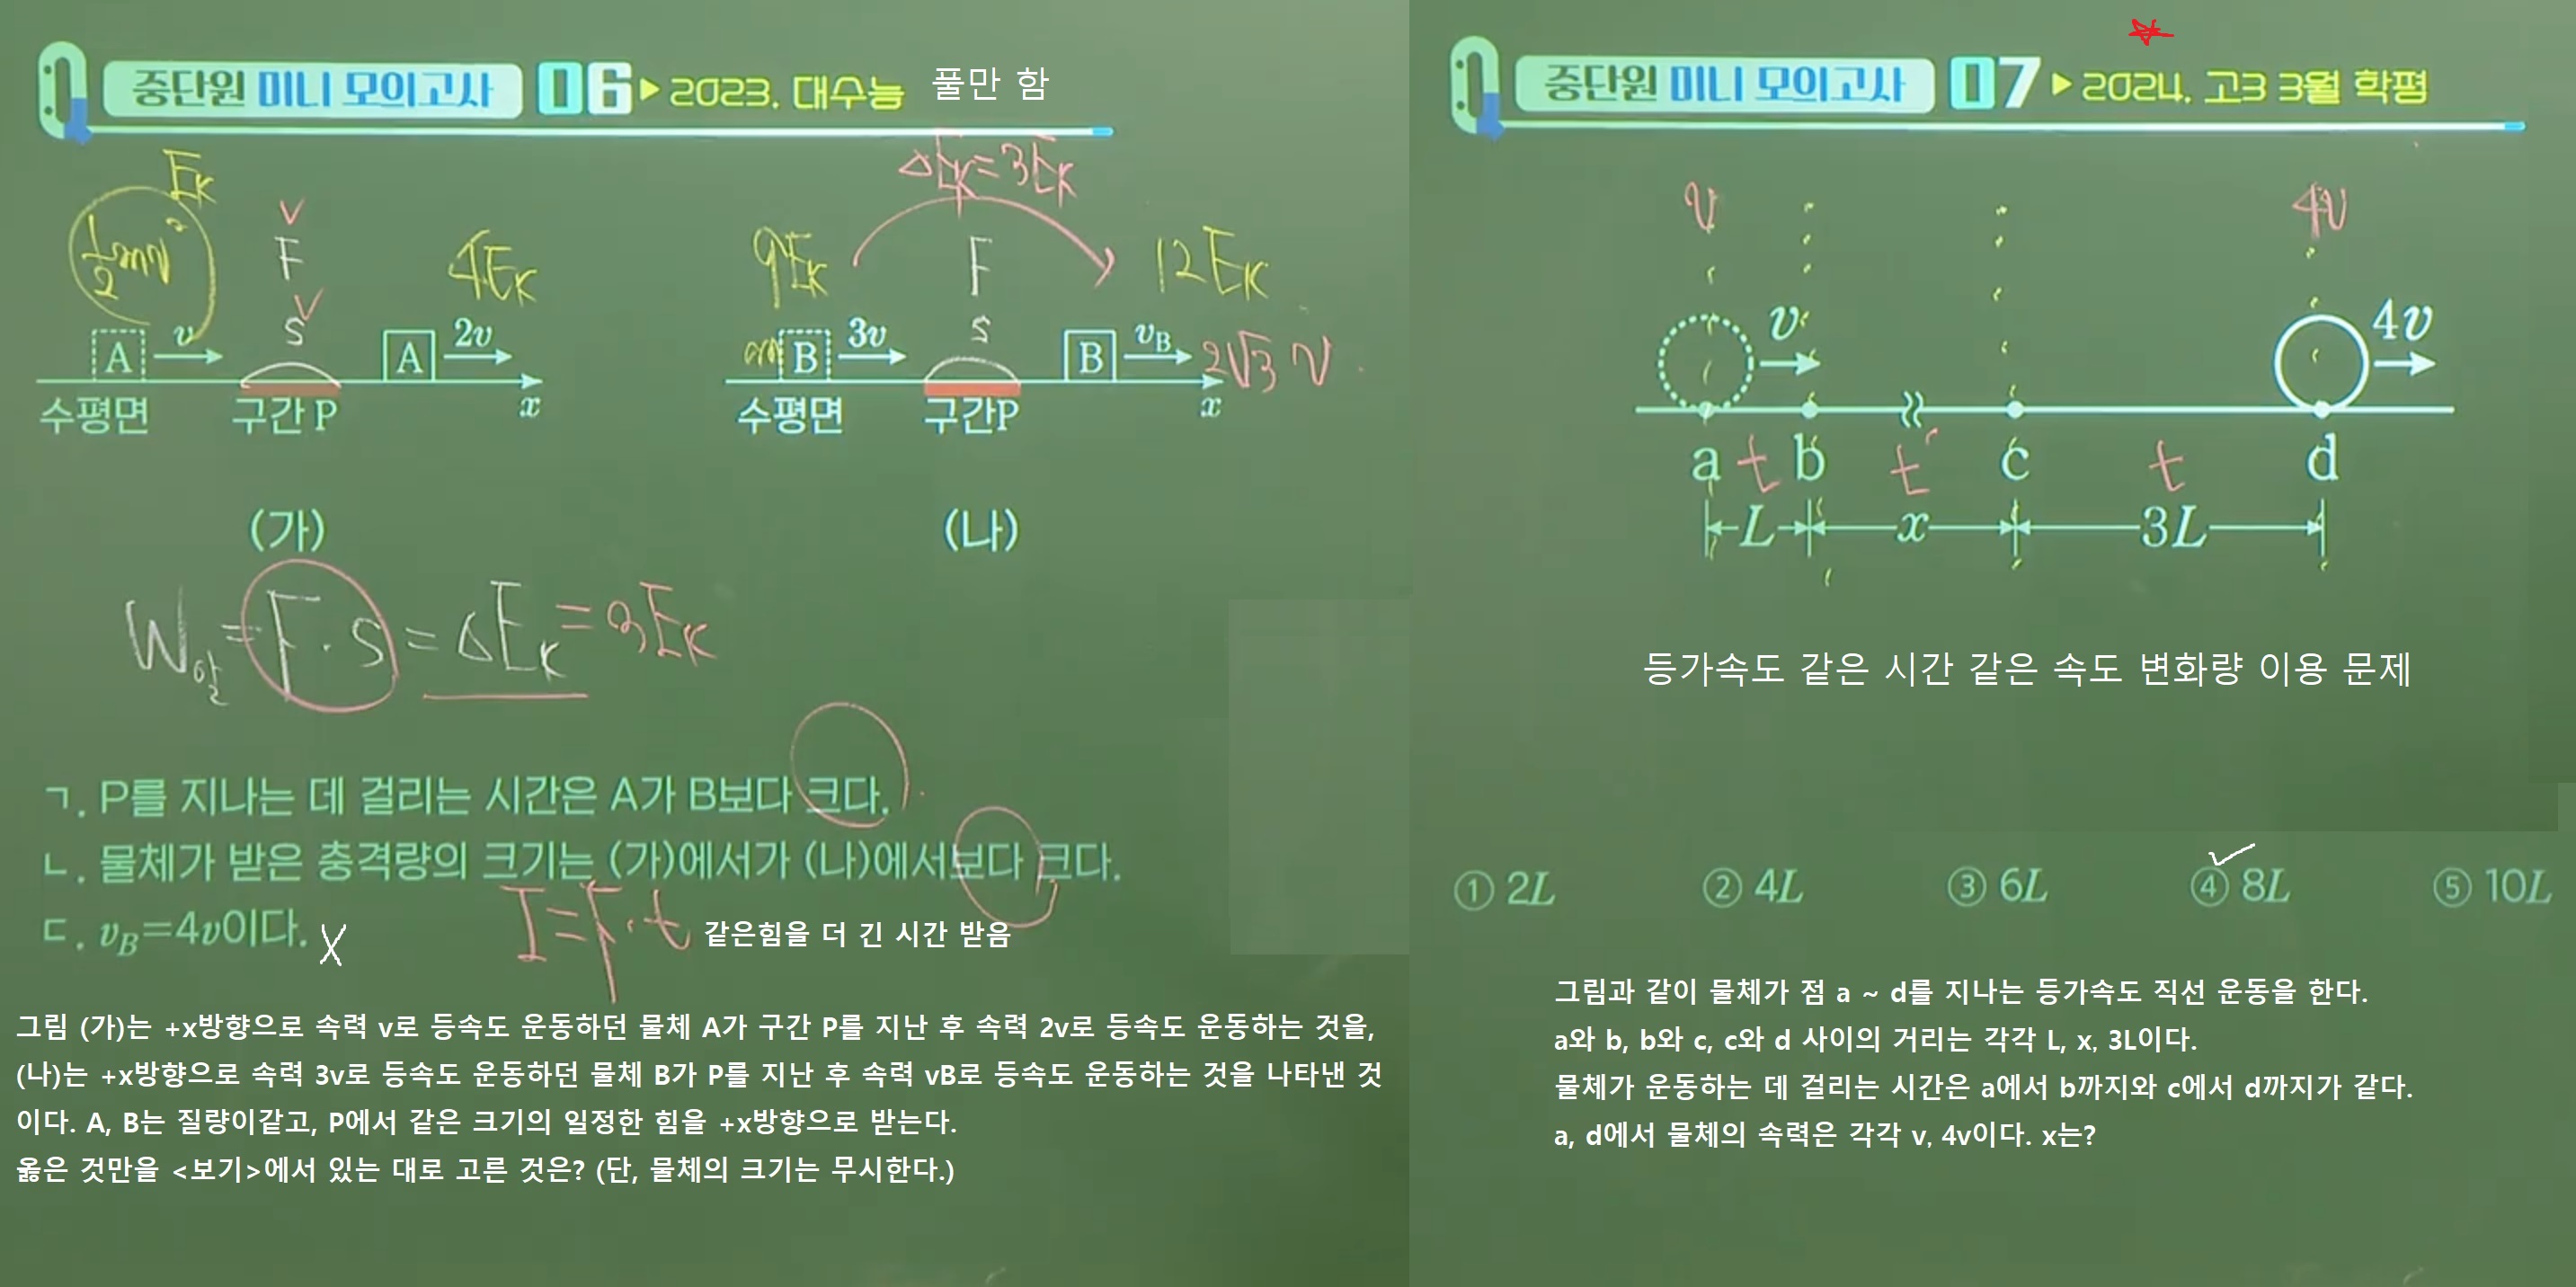 중단원 미니 모의고사 06 ▶ 2023. 대수능 풀만 함
E_K
ΔE_K=3E_K
½mv²
V
F
V
S
4E_K
9E_K
F
S
12E_K
A v A 2v
m B 3v B v_B 2√3 v
수평면 구간 P x
수평면 구간P x
(가) (나)
W알 = F·S = ΔE_K = 3E_K
ㄱ. P를 지나는 데 걸리는 시간은 A가 B보다 크다.
ㄴ. 물체가 받은 충격량의 크기는 (가)에서가 (나)에서보다 크다.
ㄷ. v_B=4v이다. X
I=F·t 같은힘을 더 긴 시간 받음
그림 (가)는 +x방향으로 속력 v로 등속도 운동하던 물체 A가 구간 P를 지난 후 속력 2v로 등속도 운동하는 것을,
(나)는 +x방향으로 속력 3v로 등속도 운동하던 물체 B가 P를 지난 후 속력 vB로 등속도 운동하는 것을 나타낸 것
이다. A, B는 질량이같고, P에서 같은 크기의 일정한 힘을 +x방향으로 받는다.
옳은 것만을 <보기>에서 있는 대로 고른 것은? (단, 물체의 크기는 무시한다.)
중단원 미니 모의고사 07 ▶ 2024. 고3 3월 학평
v 4v
v 4v
a t b t' c t d
L x 3L
등가속도 같은 시간 같은 속도 변화량 이용 문제
① 2L ② 4L ③ 6L ④ 8L ⑤ 10L
그림과 같이 물체가 점 a ~ d를 지나는 등가속도 직선 운동을 한다.
a와 b, b와 c, c와 d 사이의 거리는 각각 L, x, 3L이다.
물체가 운동하는 데 걸리는 시간은 a에서 b까지와 c에서 d까지가 같다.
a, d에서 물체의 속력은 각각 v, 4v이다. x는?